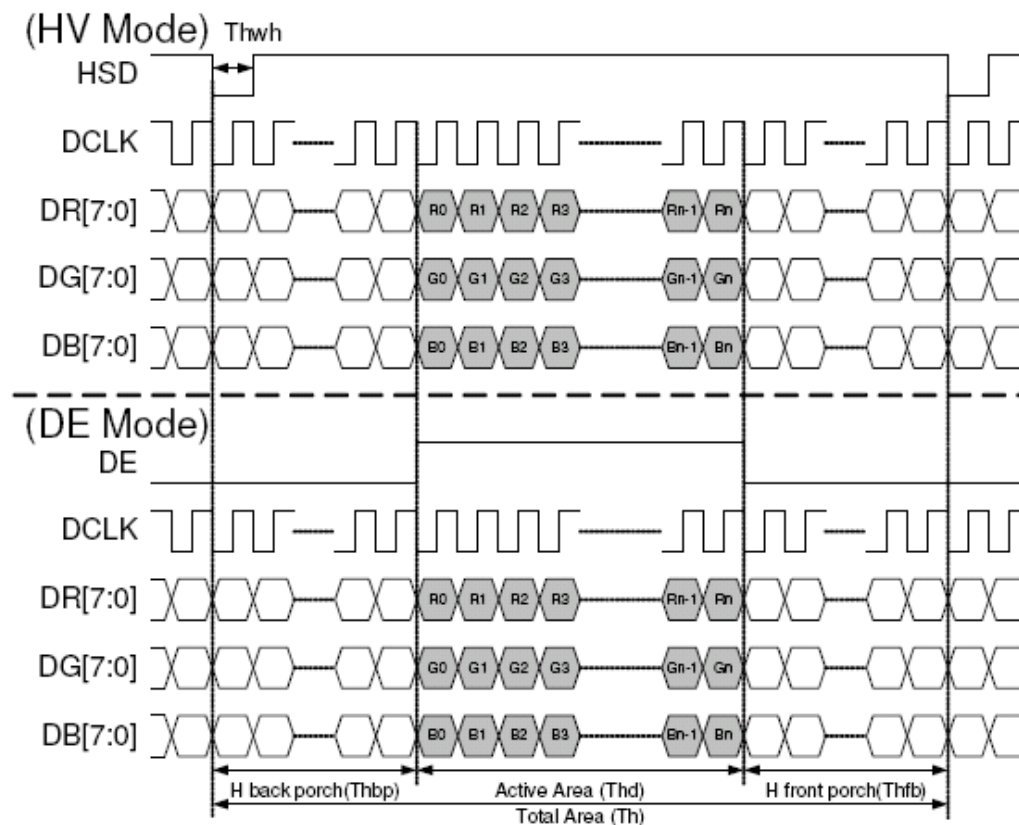 (HV Mode) Thwh
HSD
DCLK
DR[7:0] R0 R1 R2 R3 Rn-1 Rn
DG[7:0] G0 G1 G2 G3 Gn-1 Gn
DB[7:0] B0 B1 B2 B3 Bn-1 Bn
(DE Mode)
DE
DCLK
DR[7:0] R0 R1 R2 R3 Rn-1 Rn
DG[7:0] G0 G1 G2 G3 Gn-1 Gn
DB[7:0] B0 B1 B2 B3 Bn-1 Bn
H back porch(Thbp) Active Area (Thd) H front porch(Thfb)
Total Area (Th)